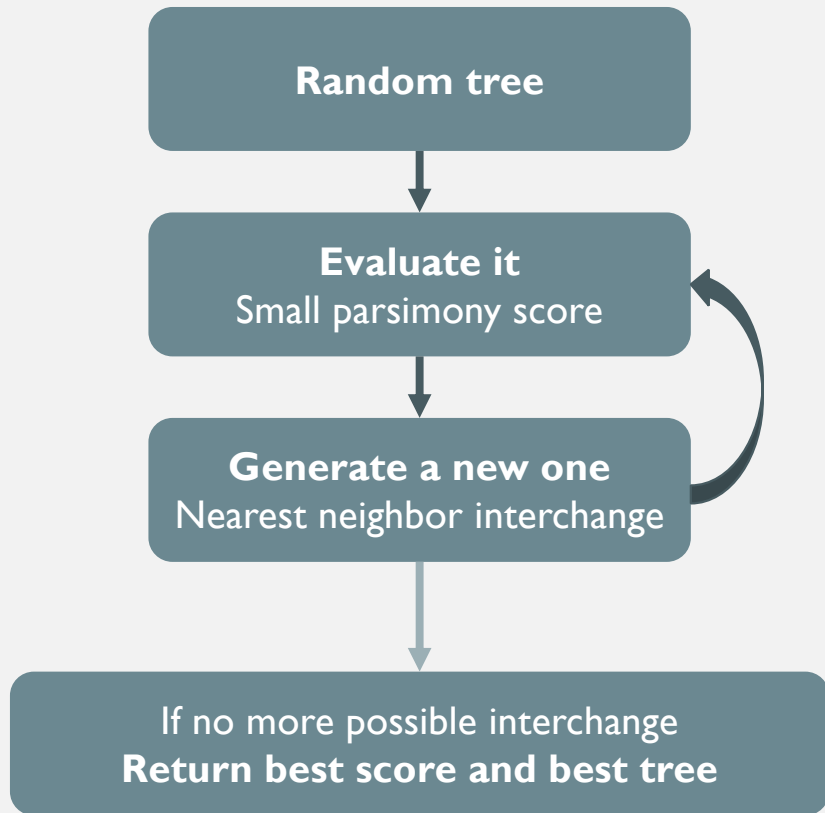 Random tree
Evaluate it
Small parsimony score
Generate a new one
Nearest neighbor interchange
If no more possible interchange
Return best score and best tree